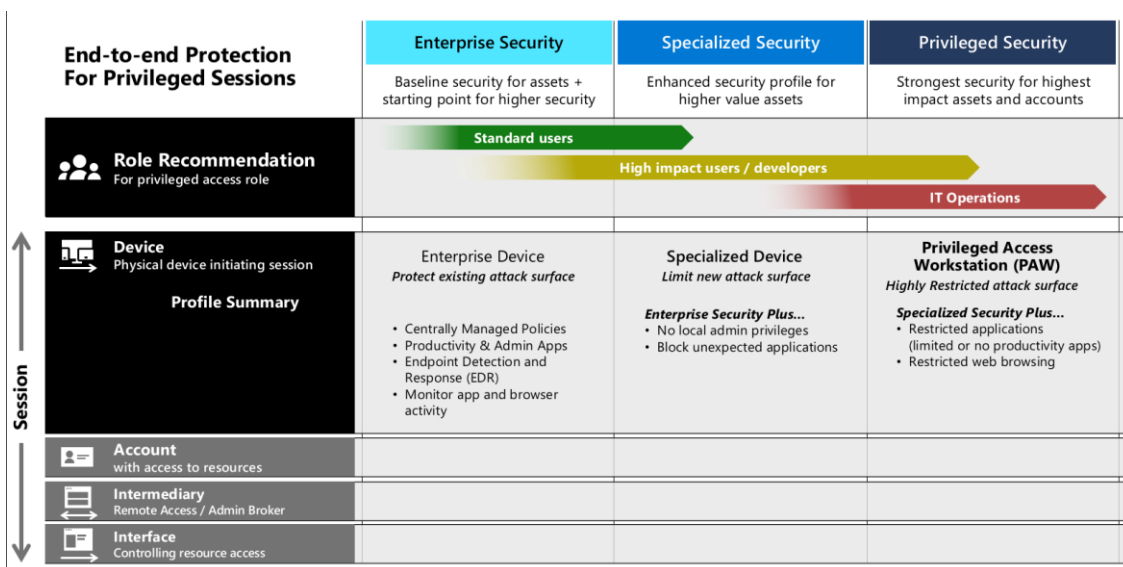 End-to-end Protection
For Privileged Sessions
Enterprise Security
Specialized Security
Privileged Security
Baseline security for assets +
starting point for higher security
Enhanced security profile for
higher value assets
Strongest security for highest
impact assets and accounts
Role Recommendation
For privileged access role
Standard users
High impact users / developers
IT Operations
Session
Device
Physical device initiating session
Profile Summary
Enterprise Device
Protect existing attack surface
• Centrally Managed Policies
• Productivity & Admin Apps
• Endpoint Detection and
Response (EDR)
• Monitor app and browser
activity
Specialized Device
Limit new attack surface
Enterprise Security Plus...
• No local admin privileges
• Block unexpected applications
Privileged Access
Workstation (PAW)
Highly Restricted attack surface
Specialized Security Plus...
• Restricted applications
(limited or no productivity apps)
• Restricted web browsing
Account
with access to resources
Intermediary
Remote Access / Admin Broker
Interface
Controlling resource access